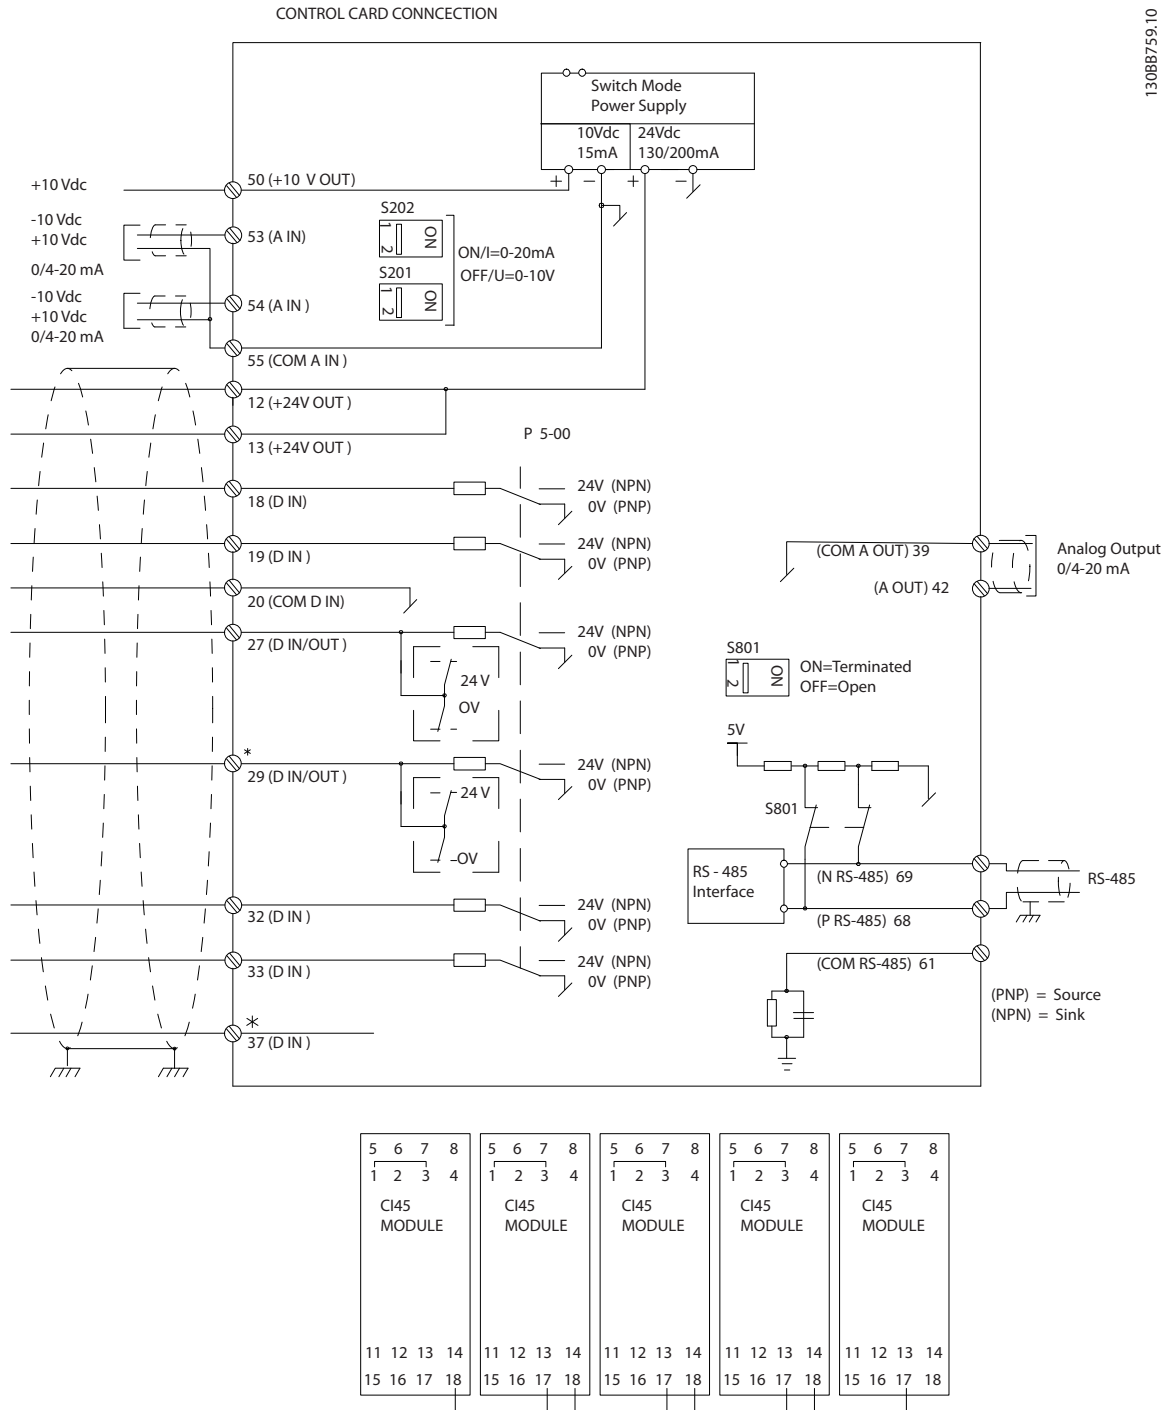 CONTROL CARD CONNCECTION
130BB759.10
Switch Mode
Power Supply
10Vdc
15mA
24Vdc
130/200mA
+ − + −
+10 Vdc
50 (+10 V OUT)
-10 Vdc
+10 Vdc
0/4-20 mA
53 (A IN)
S202
1 2 ON
ON/I=0-20mA
OFF/U=0-10V
S201
1 2 ON
-10 Vdc
+10 Vdc
0/4-20 mA
54 (A IN )
55 (COM A IN )
12 (+24V OUT )
13 (+24V OUT )
P 5-00
18 (D IN)
24V (NPN)
0V (PNP)
19 (D IN )
24V (NPN)
0V (PNP)
20 (COM D IN)
27 (D IN/OUT )
24V (NPN)
0V (PNP)
24 V
OV
*
29 (D IN/OUT )
24V (NPN)
0V (PNP)
24 V
OV
32 (D IN )
24V (NPN)
0V (PNP)
33 (D IN )
24V (NPN)
0V (PNP)
*
37 (D IN )
(COM A OUT) 39
(A OUT) 42
Analog Output
0/4-20 mA
S801
1 2 ON
ON=Terminated
OFF=Open
5V
S801
RS - 485
Interface
(N RS-485) 69
RS-485
(P RS-485) 68
(COM RS-485) 61
(PNP) = Source
(NPN) = Sink
5 6 7 8
1 2 3 4
CI45
MODULE
11 12 13 14
15 16 17 18
5 6 7 8
1 2 3 4
CI45
MODULE
11 12 13 14
15 16 17 18
5 6 7 8
1 2 3 4
CI45
MODULE
11 12 13 14
15 16 17 18
5 6 7 8
1 2 3 4
CI45
MODULE
11 12 13 14
15 16 17 18
5 6 7 8
1 2 3 4
CI45
MODULE
11 12 13 14
15 16 17 18